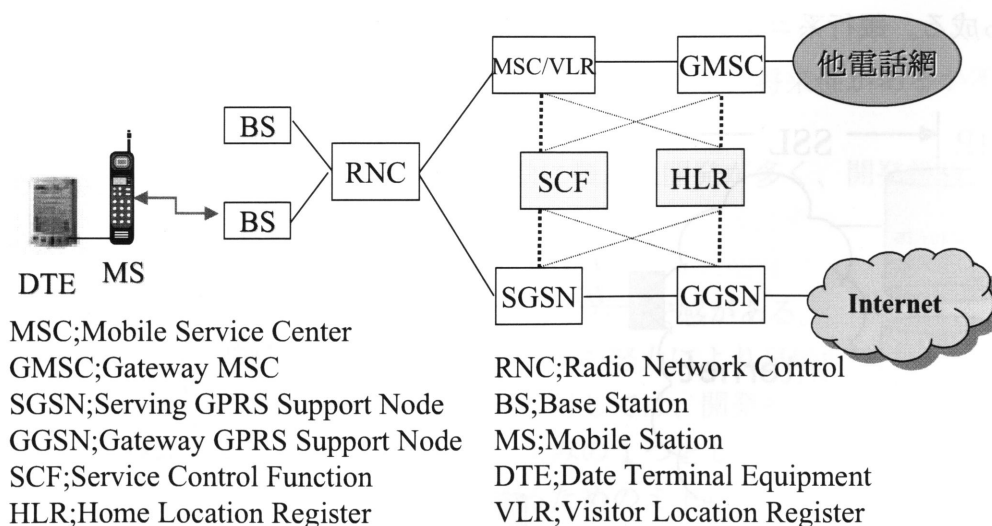 MSC/VLR
GMSC
他電話網
BS
RNC
SCF
HLR
SSL
BS
DTE
MS
SGSN
GGSN
Internet
MSC;Mobile Service Center
GMSC;Gateway MSC
SGSN;Serving GPRS Support Node
GGSN;Gateway GPRS Support Node
SCF;Service Control Function
HLR;Home Location Register
RNC;Radio Network Control
BS;Base Station
MS;Mobile Station
DTE;Date Terminal Equipment
VLR;Visitor Location Register